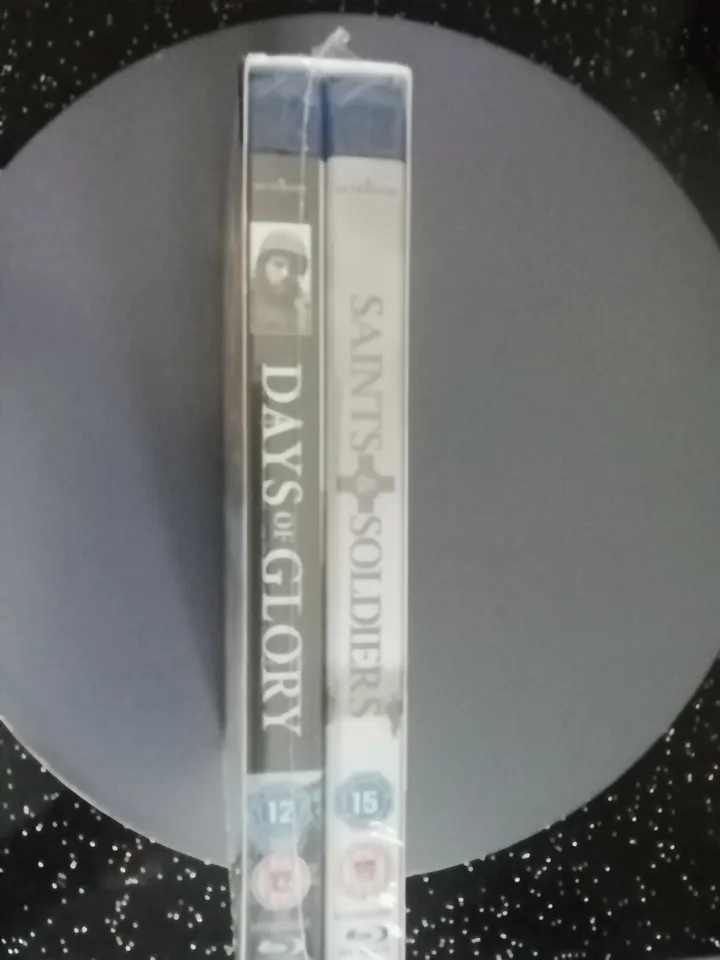 DAYS OF GLORY
12
SAINTS & SOLDIERS
15